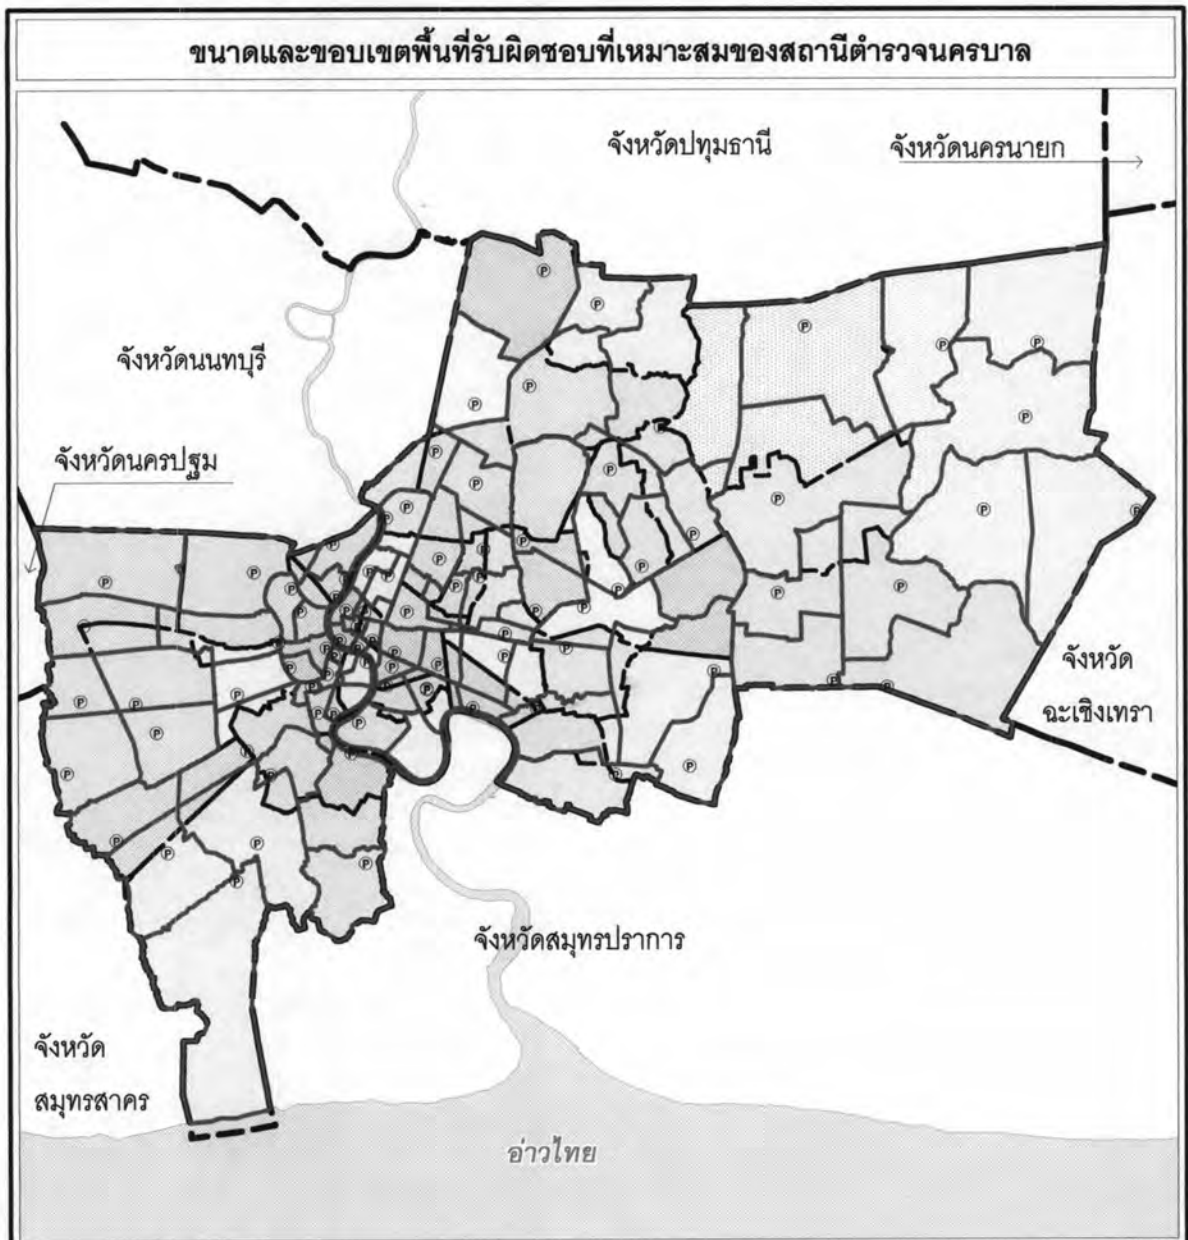 ขนาดและขอบเขตพื้นที่รับผิดชอบที่เหมาะสมของสถานีตำรวจนครบาล
จังหวัดปทุมธานี
จังหวัดนครนายก
จังหวัดนนทบุรี
จังหวัดนครปฐม
จังหวัด
ฉะเชิงเทรา
จังหวัดสมุทรปราการ
จังหวัด
สมุทรสาคร
อ่าวไทย